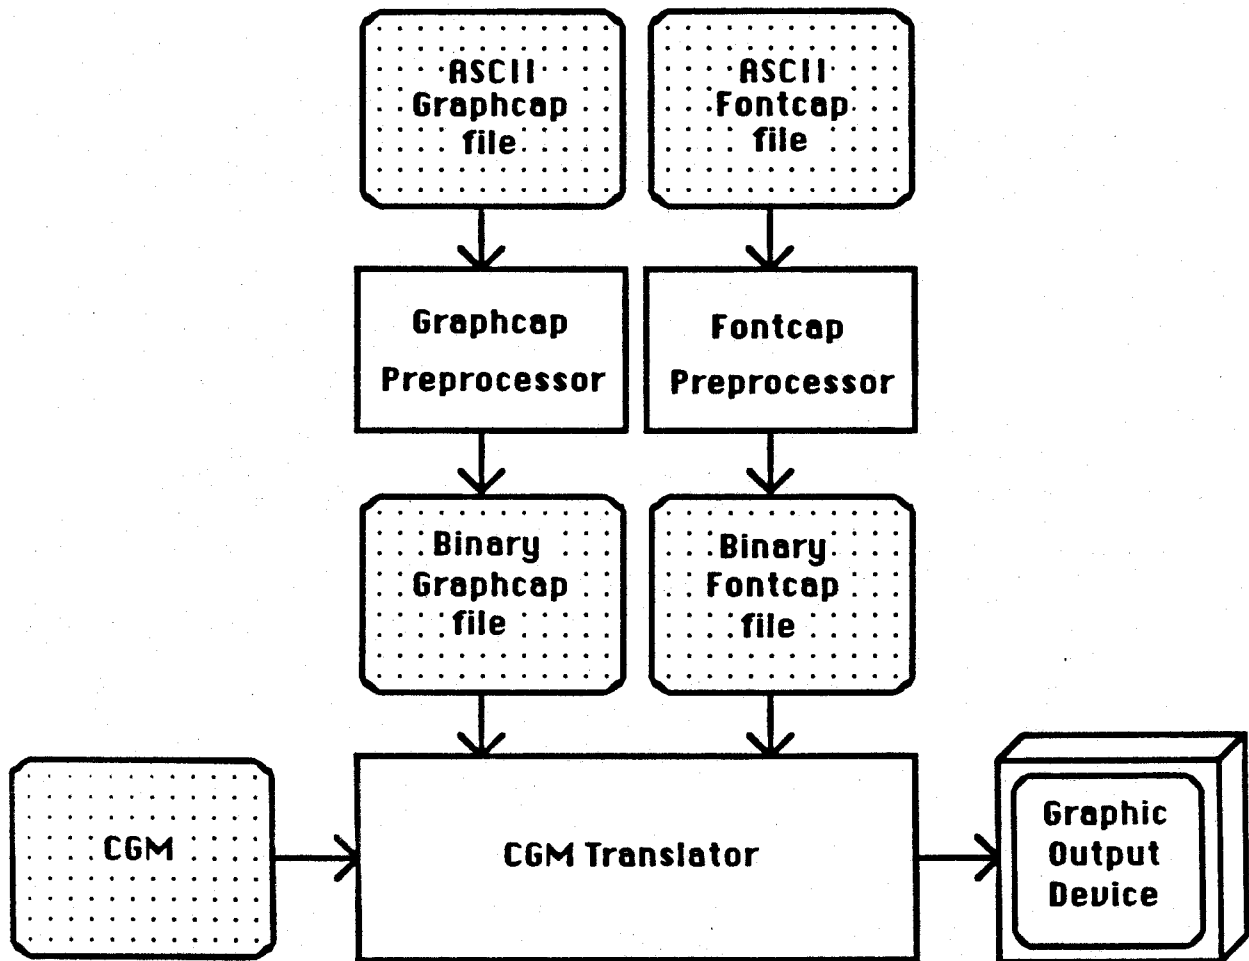 ASCII
Graphcap
file
ASCII
Fontcap
file
Graphcap
Preprocessor
Fontcap
Preprocessor
Binary
Graphcap
file
Binary
Fontcap
file
CGM
CGM Translator
Graphic
Output
Device